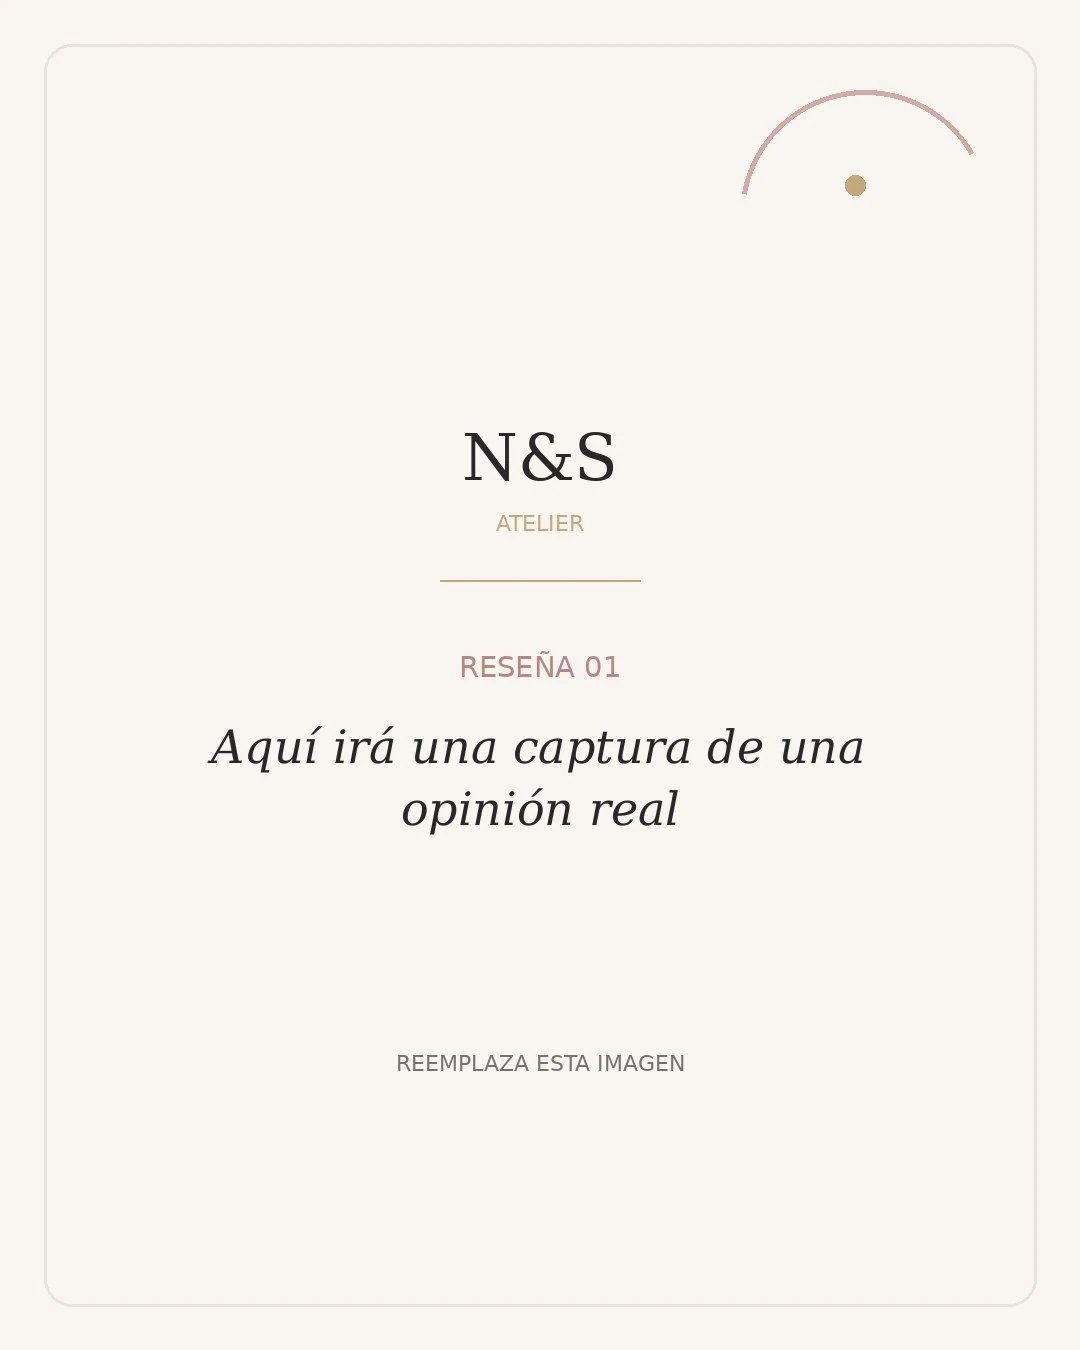 N&S
ATELIER
RESEÑA 01
Aquí irá una captura de una
opinión real
REEMPLAZA ESTA IMAGEN